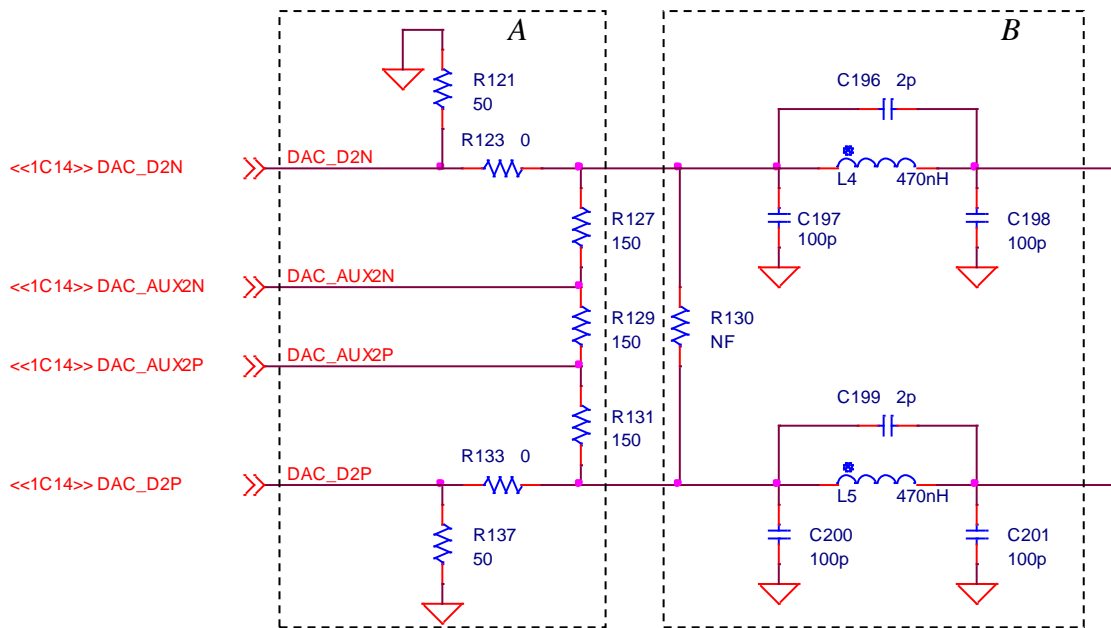 A
B
R121
50
C196 2p
R123 0
<<1C14>> DAC_D2N
DAC_D2N
L4
470nH
R127
150
C197
100p
C198
100p
<<1C14>> DAC_AUX2N
DAC_AUX2N
R129
150
R130
NF
<<1C14>> DAC_AUX2P
DAC_AUX2P
C199 2p
R131
150
R133 0
<<1C14>> DAC_D2P
DAC_D2P
L5
470nH
R137
50
C200
100p
C201
100p